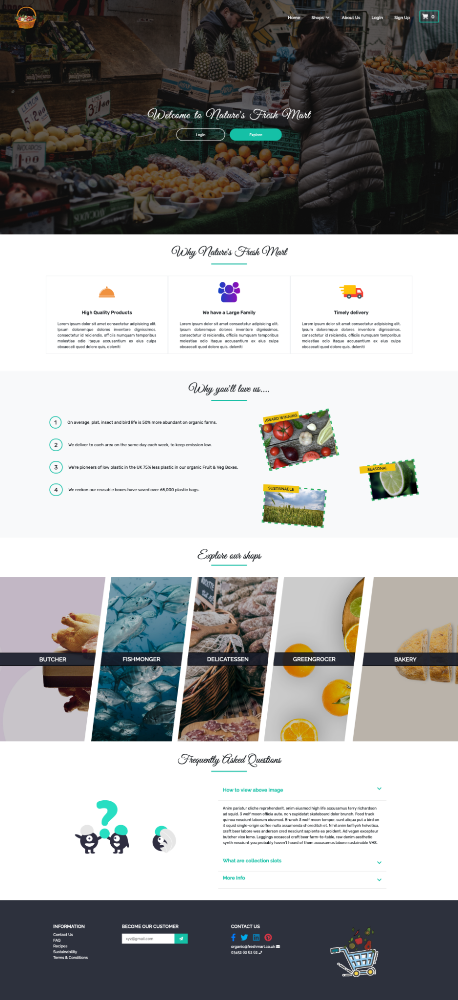 Home Shops About Us Login Sign Up 0
EXTRA SWEET PINEAPPLE
ROSY
ROSY
LEMON
5 2.00
LIMES
3 1.00
AVOCADOS
1.00
Welcome to Nature's Fresh Mart
Login Explore
Why Nature's Fresh Mart
High Quality Products
Lorem ipsum dolor sit amet consectetur adipisicing elit.
Ipsum doloremque dolores inventore dignissimos,
consectetur id reiciendis, officiis numquam temporibus
molestiae odio itaque accusantium ex eius culpa
obcaecati quod dolore quis, deleniti
We have a Large Family
Lorem ipsum dolor sit amet consectetur adipisicing elit.
Ipsum doloremque dolores inventore dignissimos,
consectetur id reiciendis, officiis numquam temporibus
molestiae odio itaque accusantium ex eius culpa
obcaecati quod dolore quis, deleniti
Timely delivery
Lorem ipsum dolor sit amet consectetur adipisicing elit.
Ipsum doloremque dolores inventore dignissimos,
consectetur id reiciendis, officiis numquam temporibus
molestiae odio itaque accusantium ex eius culpa
obcaecati quod dolore quis, deleniti
Why you'll love us....
1 On average, plat, insect and bird life is 50% more abundant on organic farms.
2 We deliver to each area on the same day each week, to keep emission low.
3 We're pioneers of low plastic in the UK 75% less plastic in our organic Fruit & Veg Boxes.
4 We reckon our reusable boxes have saved over 65,000 plastic bags.
AWARD WINNING
SEASONAL
SUSTAINABLE
Explore our shops
ROSETTE
BUTCHER
FISHMONGER
DELICATESSEN
GREENGROCER
BAKERY
Frequently Asked Questions
How to view above image
Anim pariatur cliche reprehenderit, enim eiusmod high life accusamus terry richardson
ad squid. 3 wolf moon officia aute, non cupidatat skateboard dolor brunch. Food truck
quinoa nesciunt laborum eiusmod. Brunch 3 wolf moon tempor, sunt aliqua put a bird on
it squid single-origin coffee nulla assumenda shoreditch et. Nihil anim keffiyeh helvetica,
craft beer labore wes anderson cred nesciunt sapiente ea proident. Ad vegan excepteur
butcher vice lomo. Leggings occaecat craft beer farm-to-table, raw denim aesthetic
synth nesciunt you probably haven't heard of them accusamus labore sustainable VHS.
What are collection slots
More Info
INFORMATION
Contact Us
FAQ
Recipes
Sustainability
Terms & Conditions
BECOME OUR CUSTOMER
xyz@gmail.com
CONTACT US
organic@freshmart.co.uk
03452 62 62 62